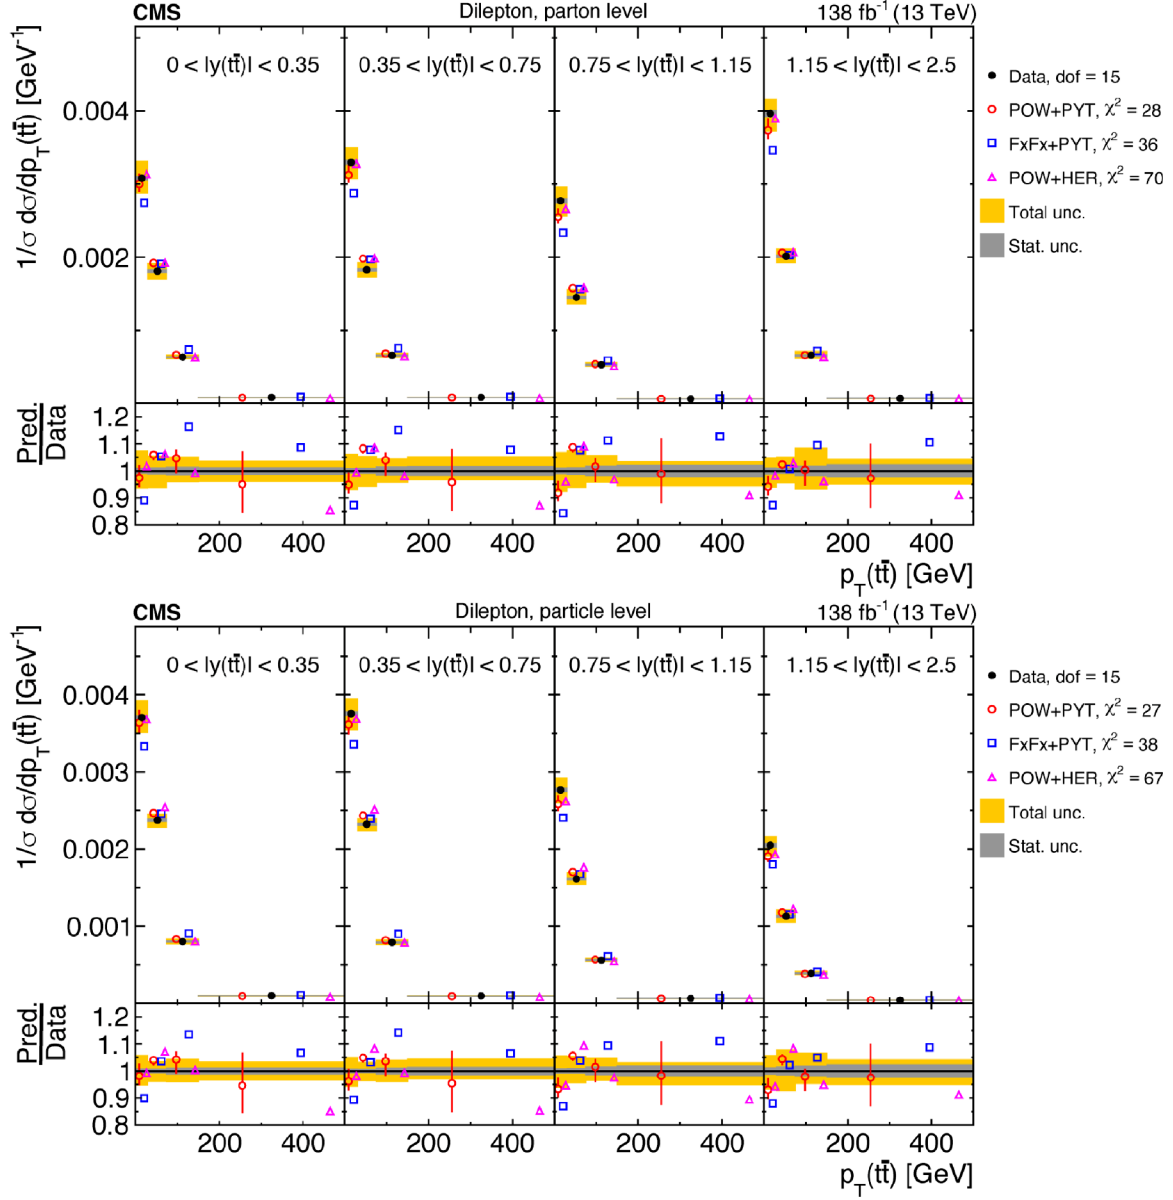 CMS Dilepton, parton level 138 fb⁻¹ (13 TeV)
1/σ dσ/dp_T(tt̄) [GeV⁻¹]
0 < |y(tt̄)| < 0.35 0.35 < |y(tt̄)| < 0.75 0.75 < |y(tt̄)| < 1.15 1.15 < |y(tt̄)| < 2.5
0.004
0.002
Data, dof = 15
POW+PYT, χ² = 28
FxFx+PYT, χ² = 36
POW+HER, χ² = 70
Total unc.
Stat. unc.
Pred.
Data
1.2
1.1
1
0.9
0.8
200 400 200 400 200 400 200 400
p_T(tt̄) [GeV]
CMS Dilepton, particle level 138 fb⁻¹ (13 TeV)
1/σ dσ/dp_T(tt̄) [GeV⁻¹]
0 < |y(tt̄)| < 0.35 0.35 < |y(tt̄)| < 0.75 0.75 < |y(tt̄)| < 1.15 1.15 < |y(tt̄)| < 2.5
0.004
0.003
0.002
0.001
Data, dof = 15
POW+PYT, χ² = 27
FxFx+PYT, χ² = 38
POW+HER, χ² = 67
Total unc.
Stat. unc.
Pred.
Data
1.2
1.1
1
0.9
0.8
200 400 200 400 200 400 200 400
p_T(tt̄) [GeV]